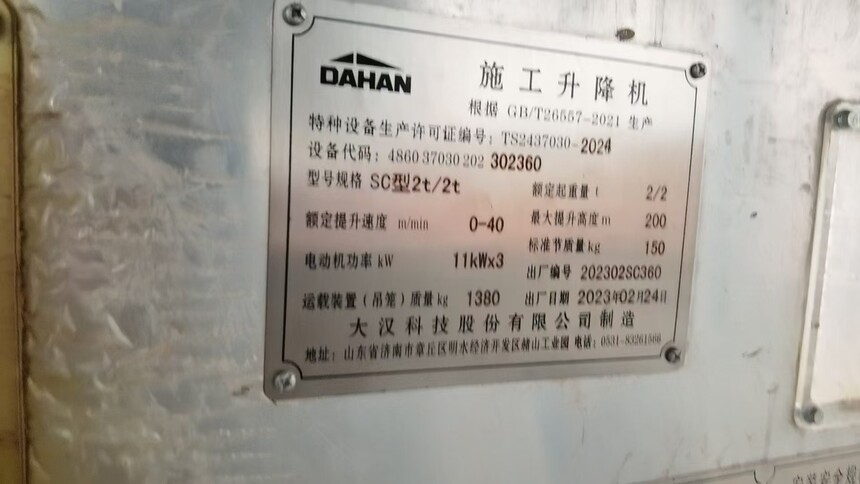 DAHAN
施工升降机
根据 GB/T26557-2021 生产
特种设备生产许可证编号：TS2437030-2024
设备代码：486037030202 302360
型号规格 SC型2t/2t 额定起重量 t 2/2
额定提升速度 m/min 0-40 最大提升高度 m 200
标准节质量 kg 150
电动机功率 kW 11kWx3 出厂编号 202302SC360
运载装置（吊笼）质量 kg 1380 出厂日期 2023年02月24日
大汉科技股份有限公司制造
地址：山东省济南市章丘区明水经济开发区赭山工业园 电话：0531-83261566